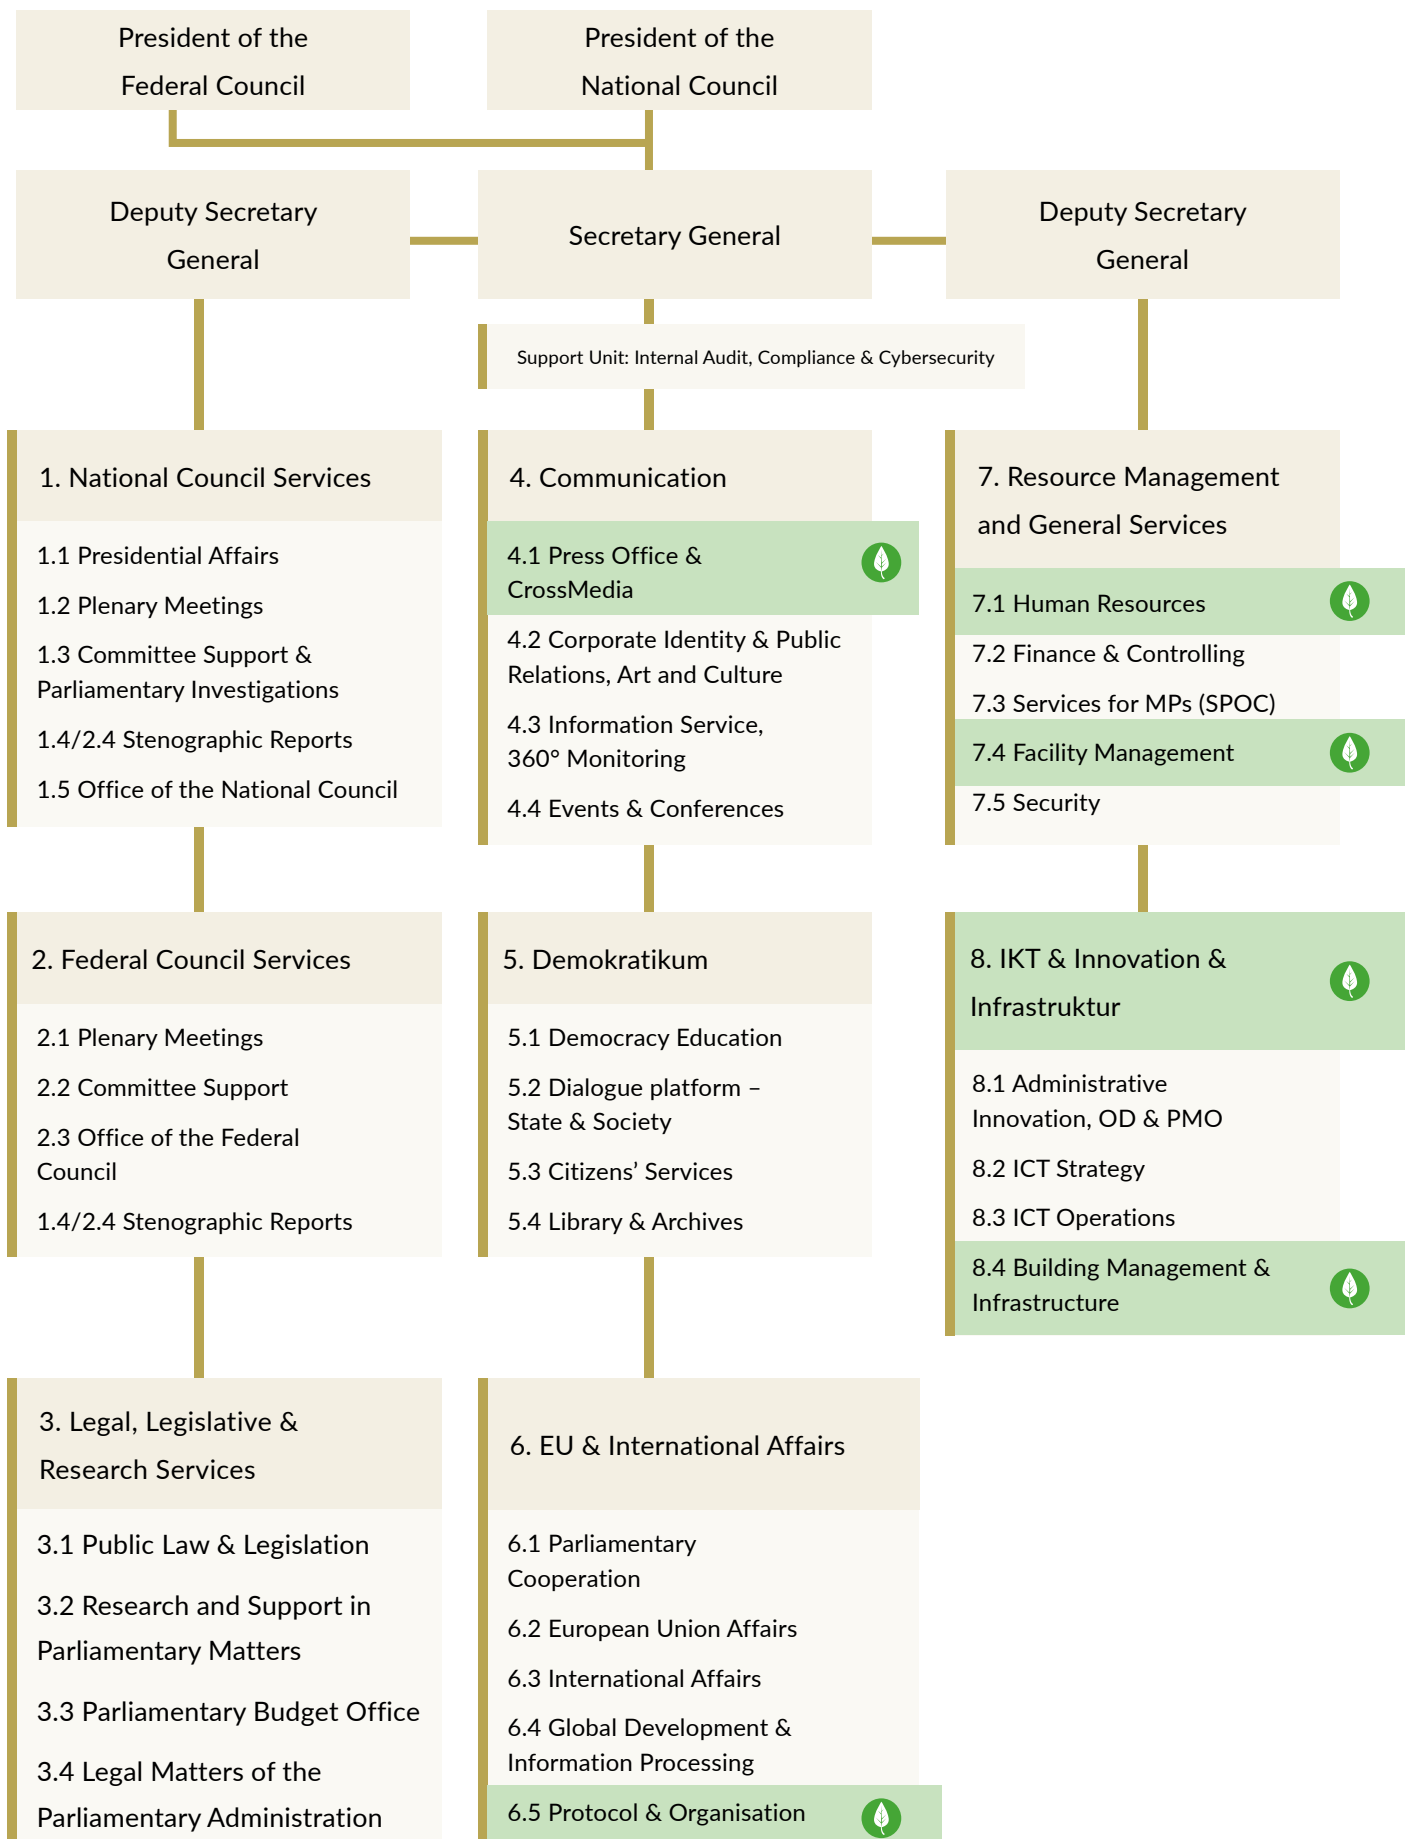 President of the
Federal Council
President of the
National Council
Deputy Secretary
General
Secretary General
Deputy Secretary
General
Support Unit: Internal Audit, Compliance & Cybersecurity
1. National Council Services
1.1 Presidential Affairs
1.2 Plenary Meetings
1.3 Committee Support &
Parliamentary Investigations
1.4/2.4 Stenographic Reports
1.5 Office of the National Council
2. Federal Council Services
2.1 Plenary Meetings
2.2 Committee Support
2.3 Office of the Federal
Council
1.4/2.4 Stenographic Reports
3. Legal, Legislative &
Research Services
3.1 Public Law & Legislation
3.2 Research and Support in
Parliamentary Matters
3.3 Parliamentary Budget Office
3.4 Legal Matters of the
Parliamentary Administration
4. Communication
4.1 Press Office &
CrossMedia
4.2 Corporate Identity & Public
Relations, Art and Culture
4.3 Information Service,
360° Monitoring
4.4 Events & Conferences
5. Demokratikum
5.1 Democracy Education
5.2 Dialogue platform –
State & Society
5.3 Citizens’ Services
5.4 Library & Archives
6. EU & International Affairs
6.1 Parliamentary
Cooperation
6.2 European Union Affairs
6.3 International Affairs
6.4 Global Development &
Information Processing
6.5 Protocol & Organisation
7. Resource Management
and General Services
7.1 Human Resources
7.2 Finance & Controlling
7.3 Services for MPs (SPOC)
7.4 Facility Management
7.5 Security
8. IKT & Innovation &
Infrastruktur
8.1 Administrative
Innovation, OD & PMO
8.2 ICT Strategy
8.3 ICT Operations
8.4 Building Management &
Infrastructure